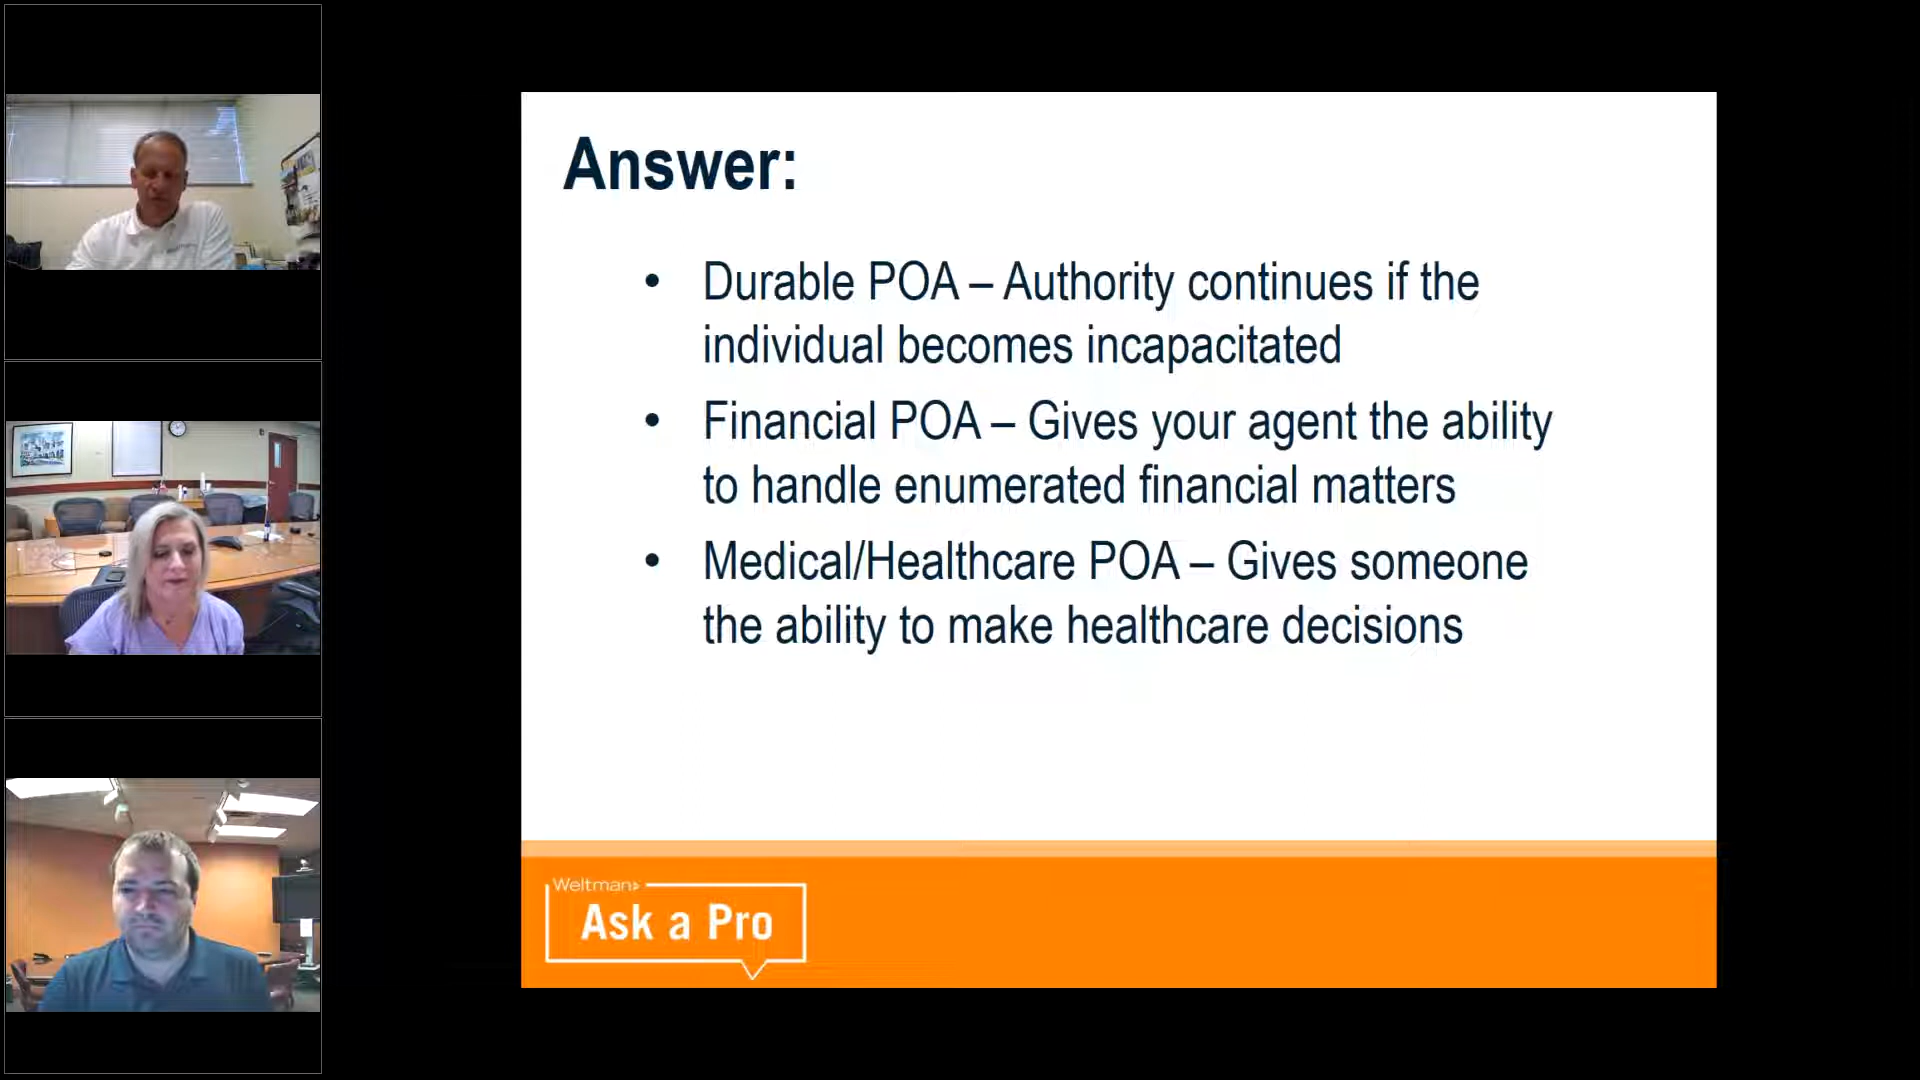 Answer:
• Durable POA – Authority continues if the
individual becomes incapacitated
• Financial POA – Gives your agent the ability
to handle enumerated financial matters
• Medical/Healthcare POA – Gives someone
the ability to make healthcare decisions
Weltman
Ask a Pro